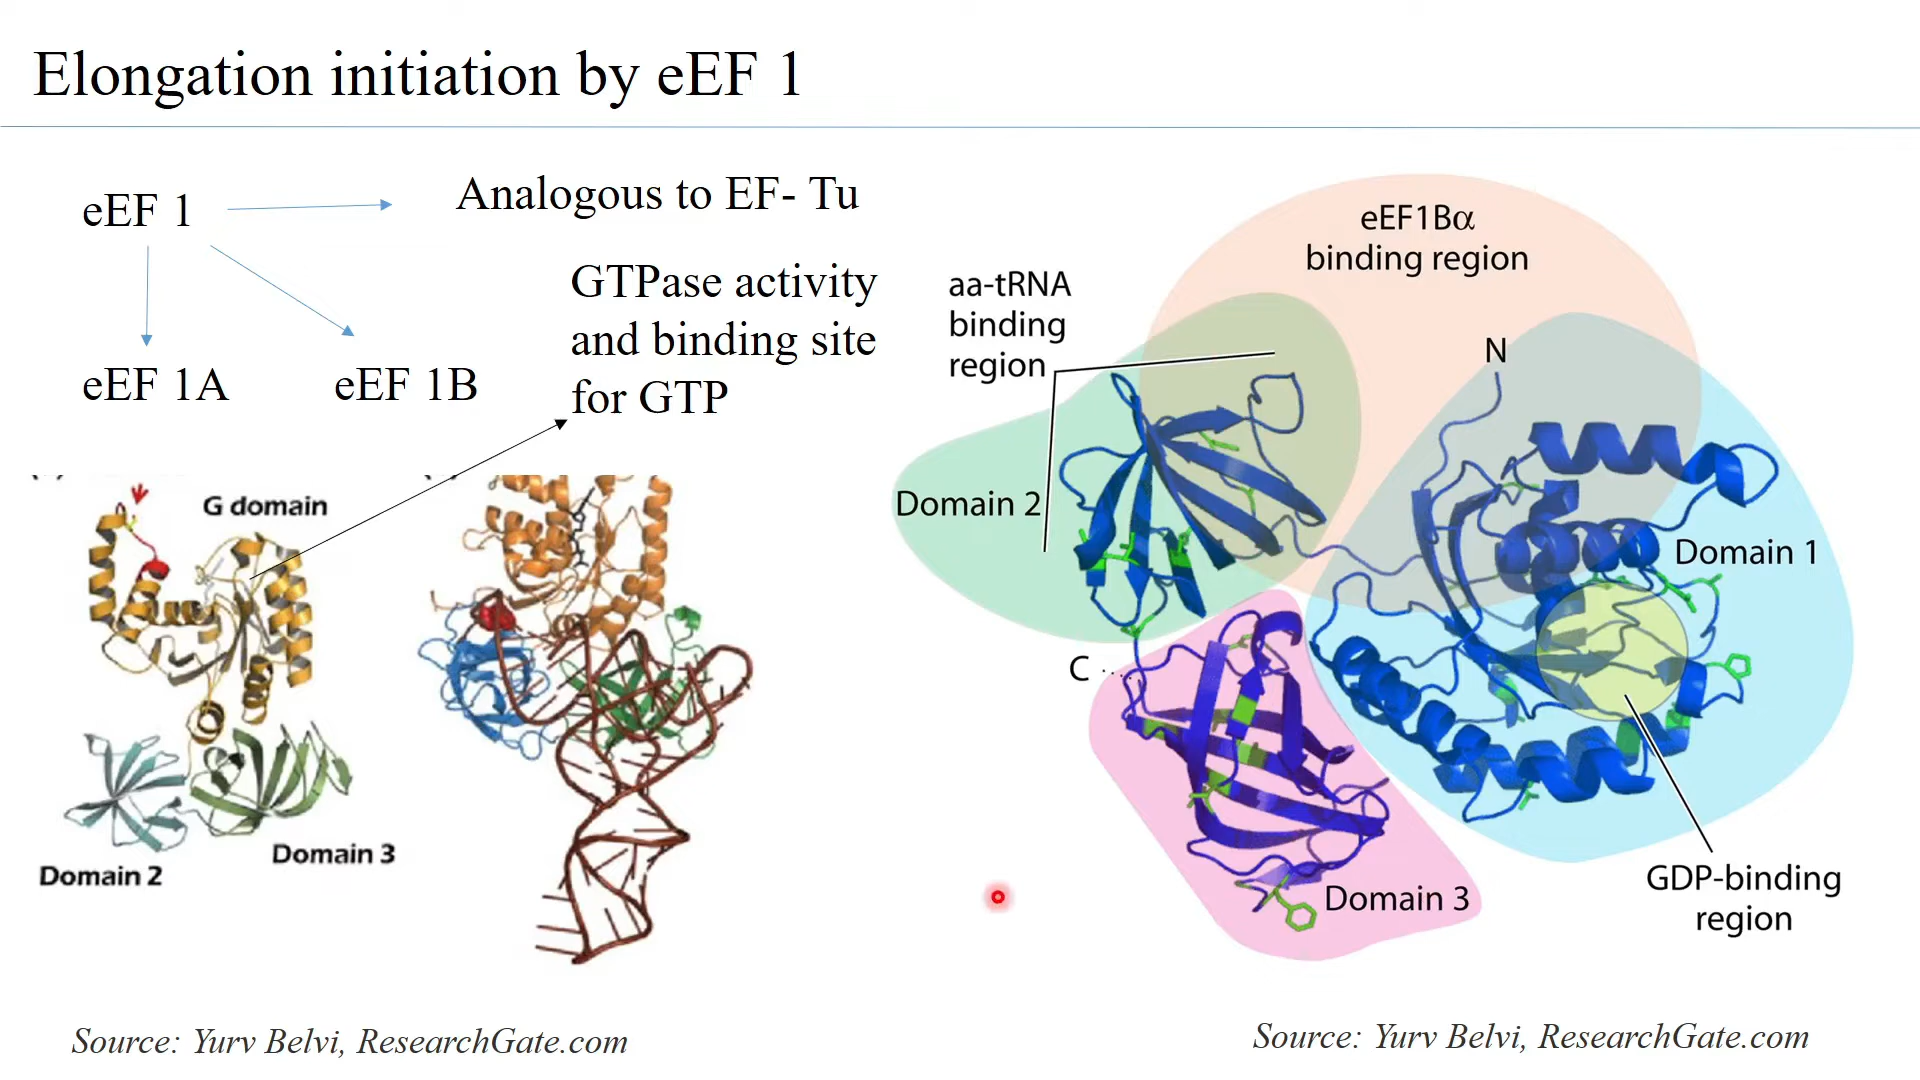 Elongation initiation by eEF 1
eEF 1
Analogous to EF- Tu
eEF 1A
eEF 1B
GTPase activity
and binding site
for GTP
G domain
Domain 2
Domain 3
Source: Yurv Belvi, ResearchGate.com
eEF1Bα
binding region
aa-tRNA
binding
region
N
Domain 2
Domain 1
C
Domain 3
GDP-binding
region
Source: Yurv Belvi, ResearchGate.com